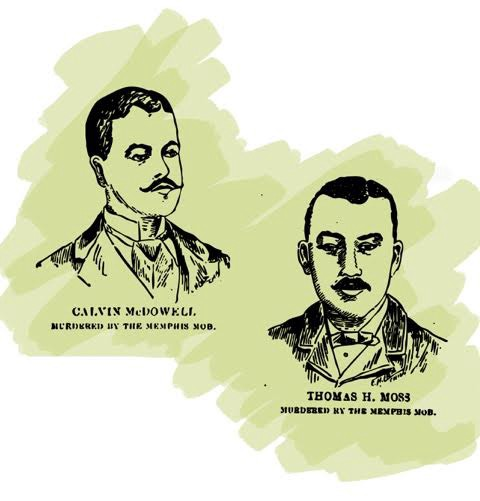 CALVIN McDOWELL
MURDERED BY THE MEMPHIS MOB.
THOMAS H. MOSS
MURDERED BY THE MEMPHIS MOB.